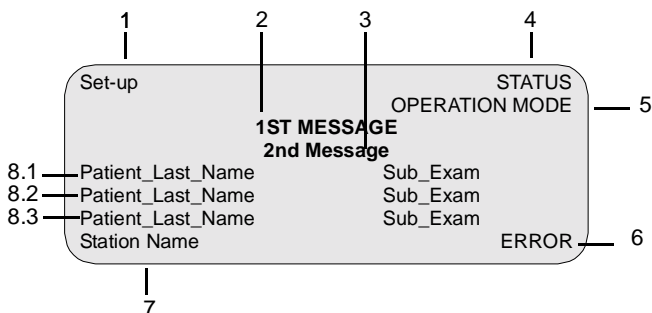 1 2 3 4
Set-up STATUS
OPERATION MODE 5
1ST MESSAGE
2nd Message
8.1 Patient_Last_Name Sub_Exam
8.2 Patient_Last_Name Sub_Exam
8.3 Patient_Last_Name Sub_Exam
Station Name ERROR 6
7